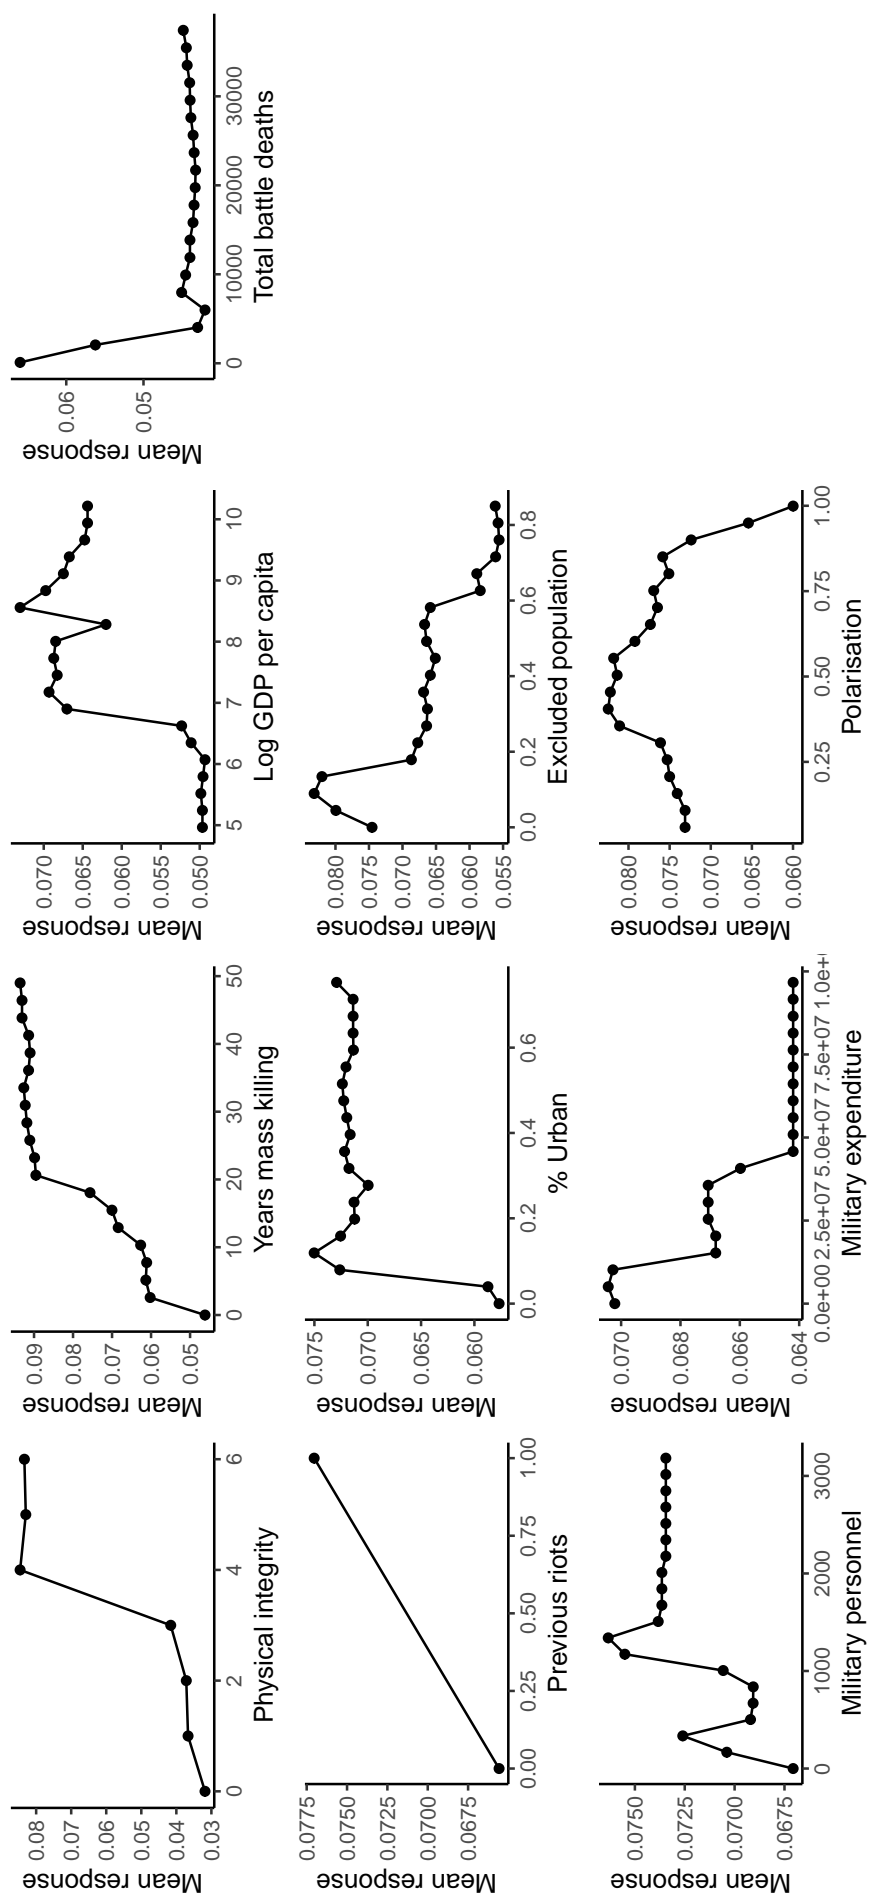 Mean response
0.08
0.07
0.06
0.05
0.04
0.03
0 2 4 6
Physical integrity
Mean response
0.09
0.08
0.07
0.06
0.05
0 10 20 30 40 50
Years mass killing
Mean response
0.070
0.065
0.060
0.055
0.050
5 6 7 8 9 10
Log GDP per capita
Mean response
0.06
0.05
0 10000 20000 30000
Total battle deaths
Mean response
0.0775
0.0750
0.0725
0.0700
0.0675
0.00 0.25 0.50 0.75 1.00
Previous riots
Mean response
0.075
0.070
0.065
0.060
0.0 0.2 0.4 0.6
% Urban
Mean response
0.080
0.075
0.070
0.065
0.060
0.055
0.0 0.2 0.4 0.6 0.8
Excluded population
Mean response
0.0750
0.0725
0.0700
0.0675
0 1000 2000 3000
Military personnel
Mean response
0.070
0.068
0.066
0.064
0.0e+00 2.5e+07 5.0e+07 7.5e+07 1.0e+
Military expenditure
Mean response
0.080
0.075
0.070
0.065
0.060
0.25 0.50 0.75 1.00
Polarisation